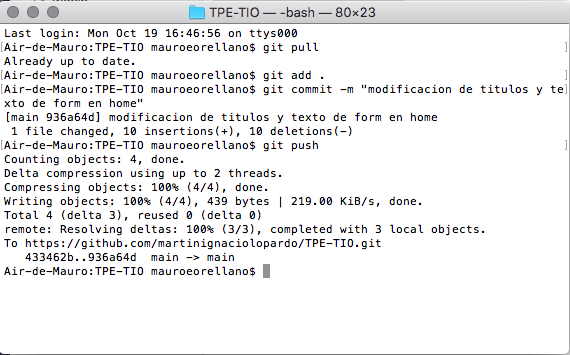 TPE-TIO — -bash — 80×23
Last login: Mon Oct 19 16:46:56 on ttys000
[Air-de-Mauro:TPE-TIO mauroeorellano$ git pull ]
Already up to date.
[Air-de-Mauro:TPE-TIO mauroeorellano$ git add . ]
[Air-de-Mauro:TPE-TIO mauroeorellano$ git commit -m "modificacion de titulos y te]
xto de form en home"
[main 936a64d] modificacion de titulos y texto de form en home
 1 file changed, 10 insertions(+), 10 deletions(-)
[Air-de-Mauro:TPE-TIO mauroeorellano$ git push ]
Counting objects: 4, done.
Delta compression using up to 2 threads.
Compressing objects: 100% (4/4), done.
Writing objects: 100% (4/4), 439 bytes | 219.00 KiB/s, done.
Total 4 (delta 3), reused 0 (delta 0)
remote: Resolving deltas: 100% (3/3), completed with 3 local objects.
To https://github.com/martinignaciolopardo/TPE-TIO.git
   433462b..936a64d  main -> main
Air-de-Mauro:TPE-TIO mauroeorellano$